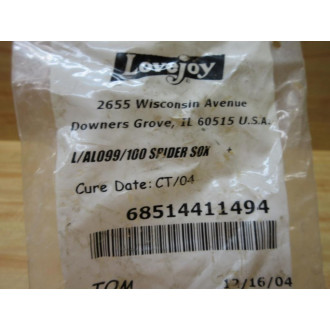 Lovejoy
2655 Wisconsin Avenue
Downers Grove, IL 60515 U.S.A.
L/AL099/100 SPIDER SOX
Cure Date: CT/04
68514411494
TOM 12/16/04